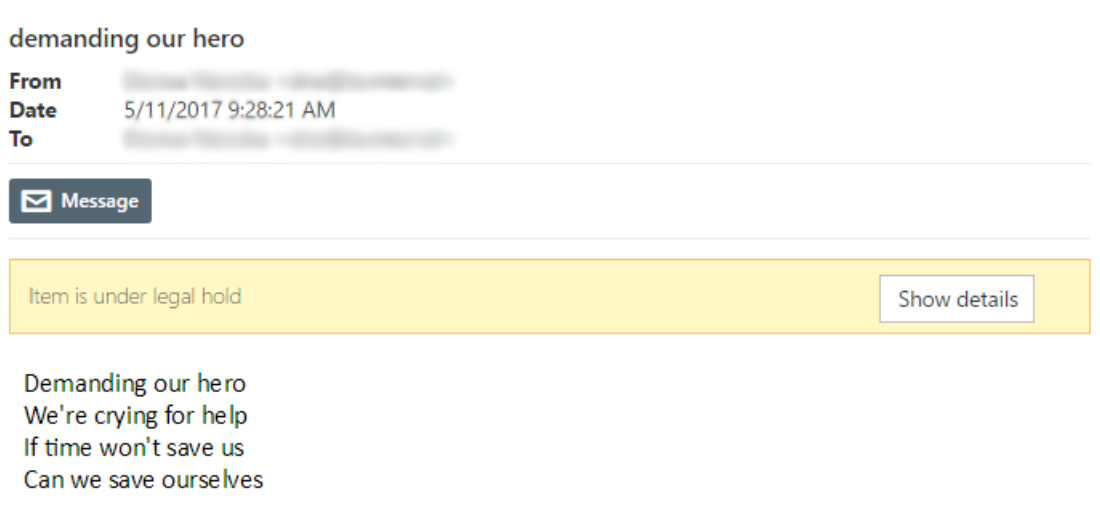 demanding our hero
From
Date 5/11/2017 9:28:21 AM
To
Message
Item is under legal hold Show details
Demanding our hero
We're crying for help
If time won't save us
Can we save ourselves